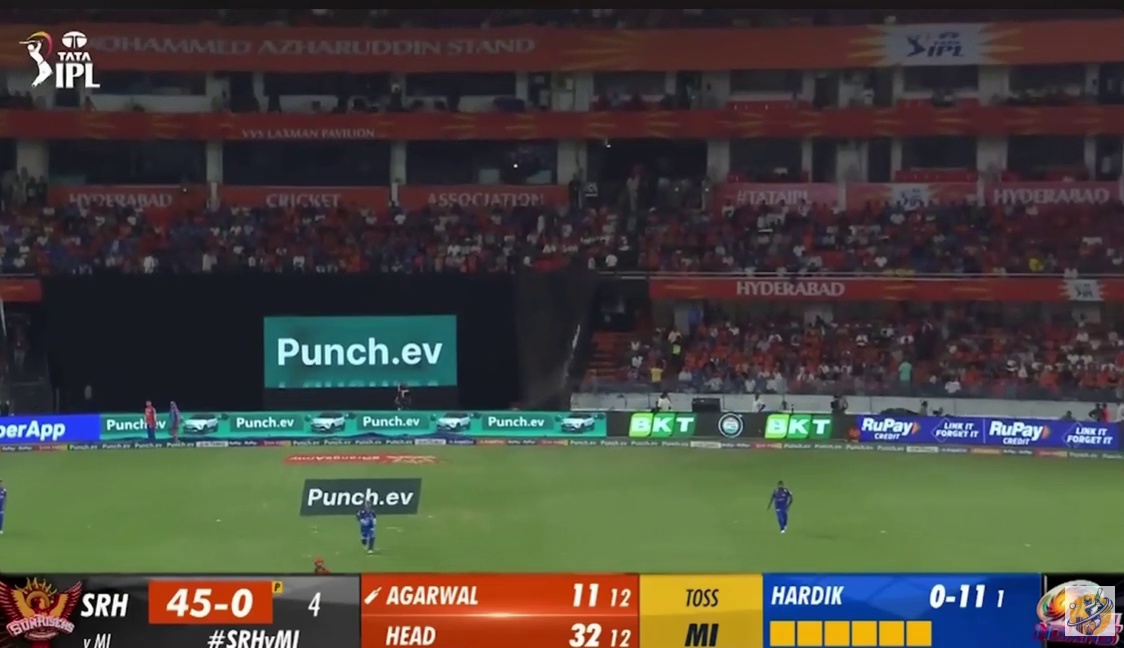 MOHAMMED AZHARUDDIN STAND
IPL
TATA
IPL
VVS LAXMAN PAVILION
HYDERABAD CRICKET ASSOCIATION #TATAIPL HYDERABAD
HYDERABAD
Punch.ev
Punch.ev Punch.ev Punch.ev BKT BKT RuPay CREDIT LINK IT FORGET IT RuPay CREDIT LINK IT FORGET IT
Punch.ev
SRH 45-0 P 4 AGARWAL 11 12 TOSS HARDIK 0-11 1
SUNRISERS v MI #SRHvMI HEAD 32 12 MI